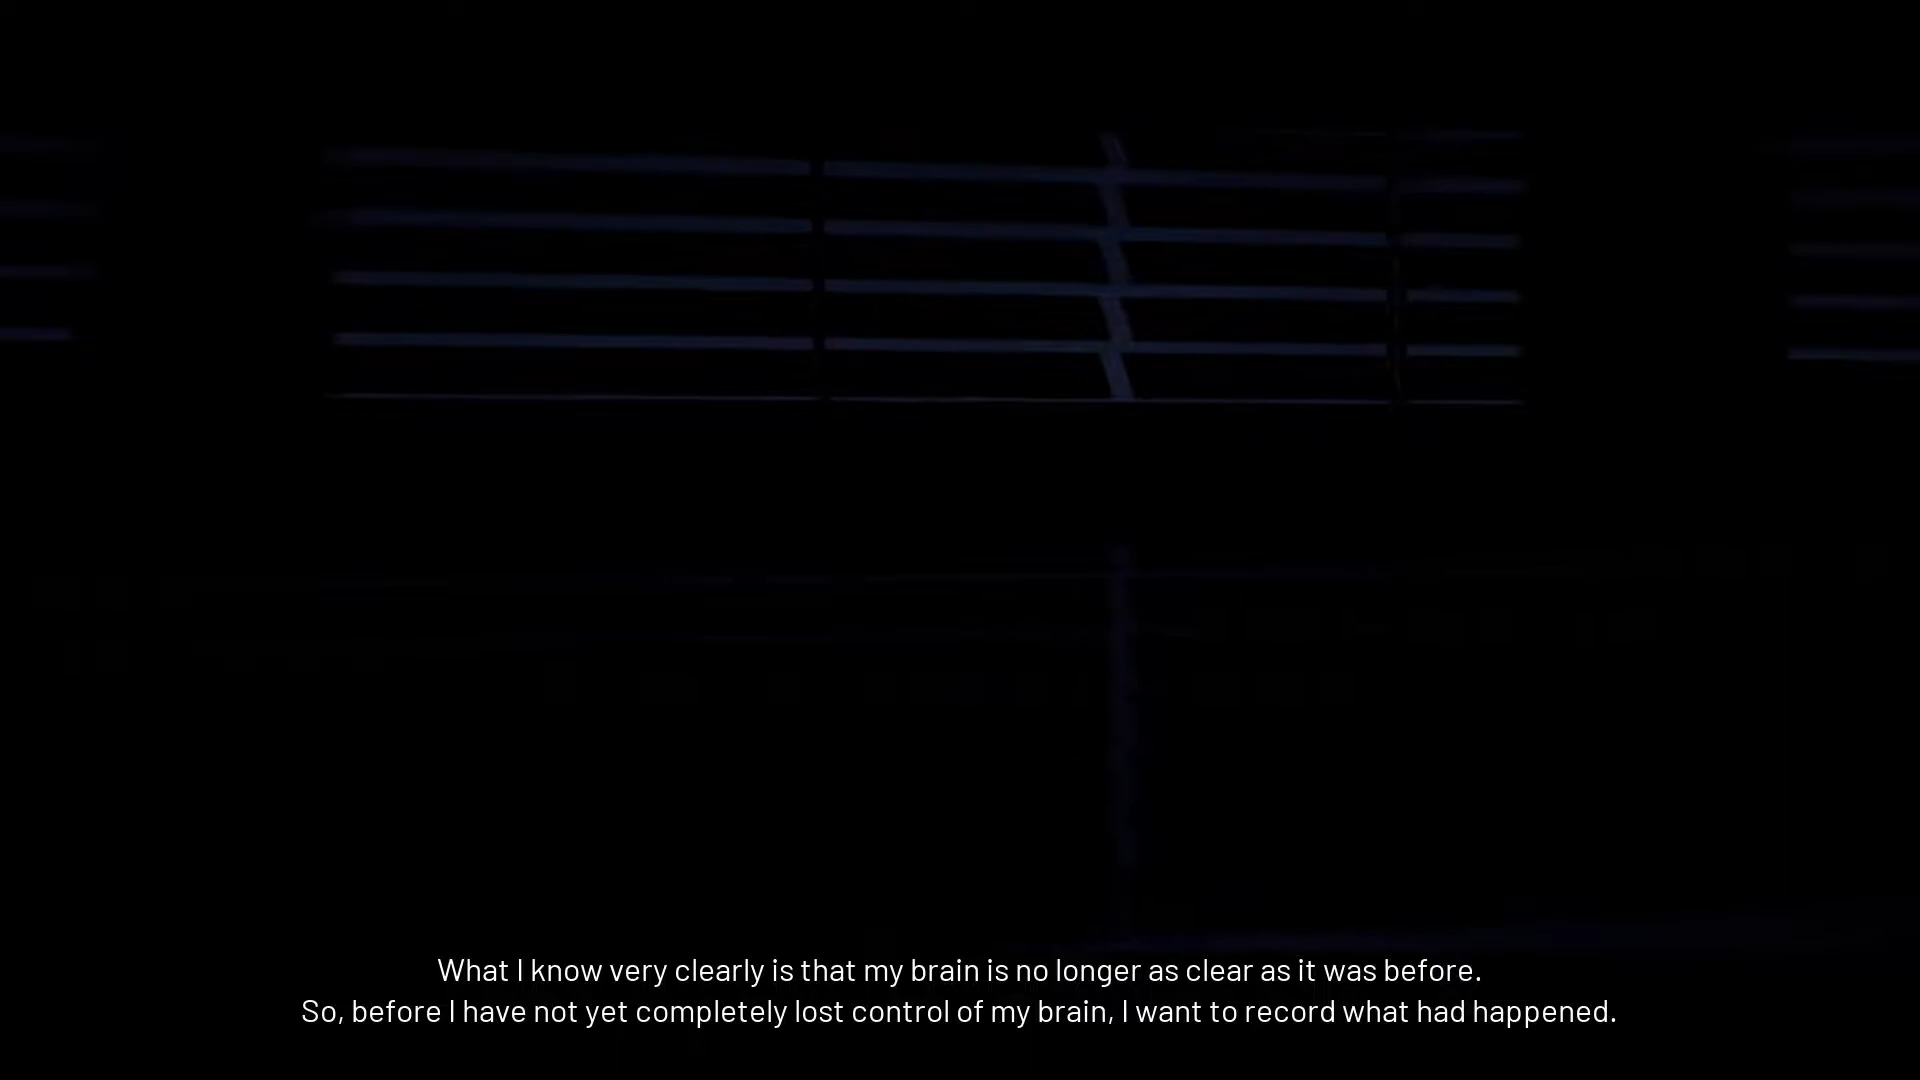 What I know very clearly is that my brain is no longer as clear as it was before.
So, before I have not yet completely lost control of my brain, I want to record what had happened.